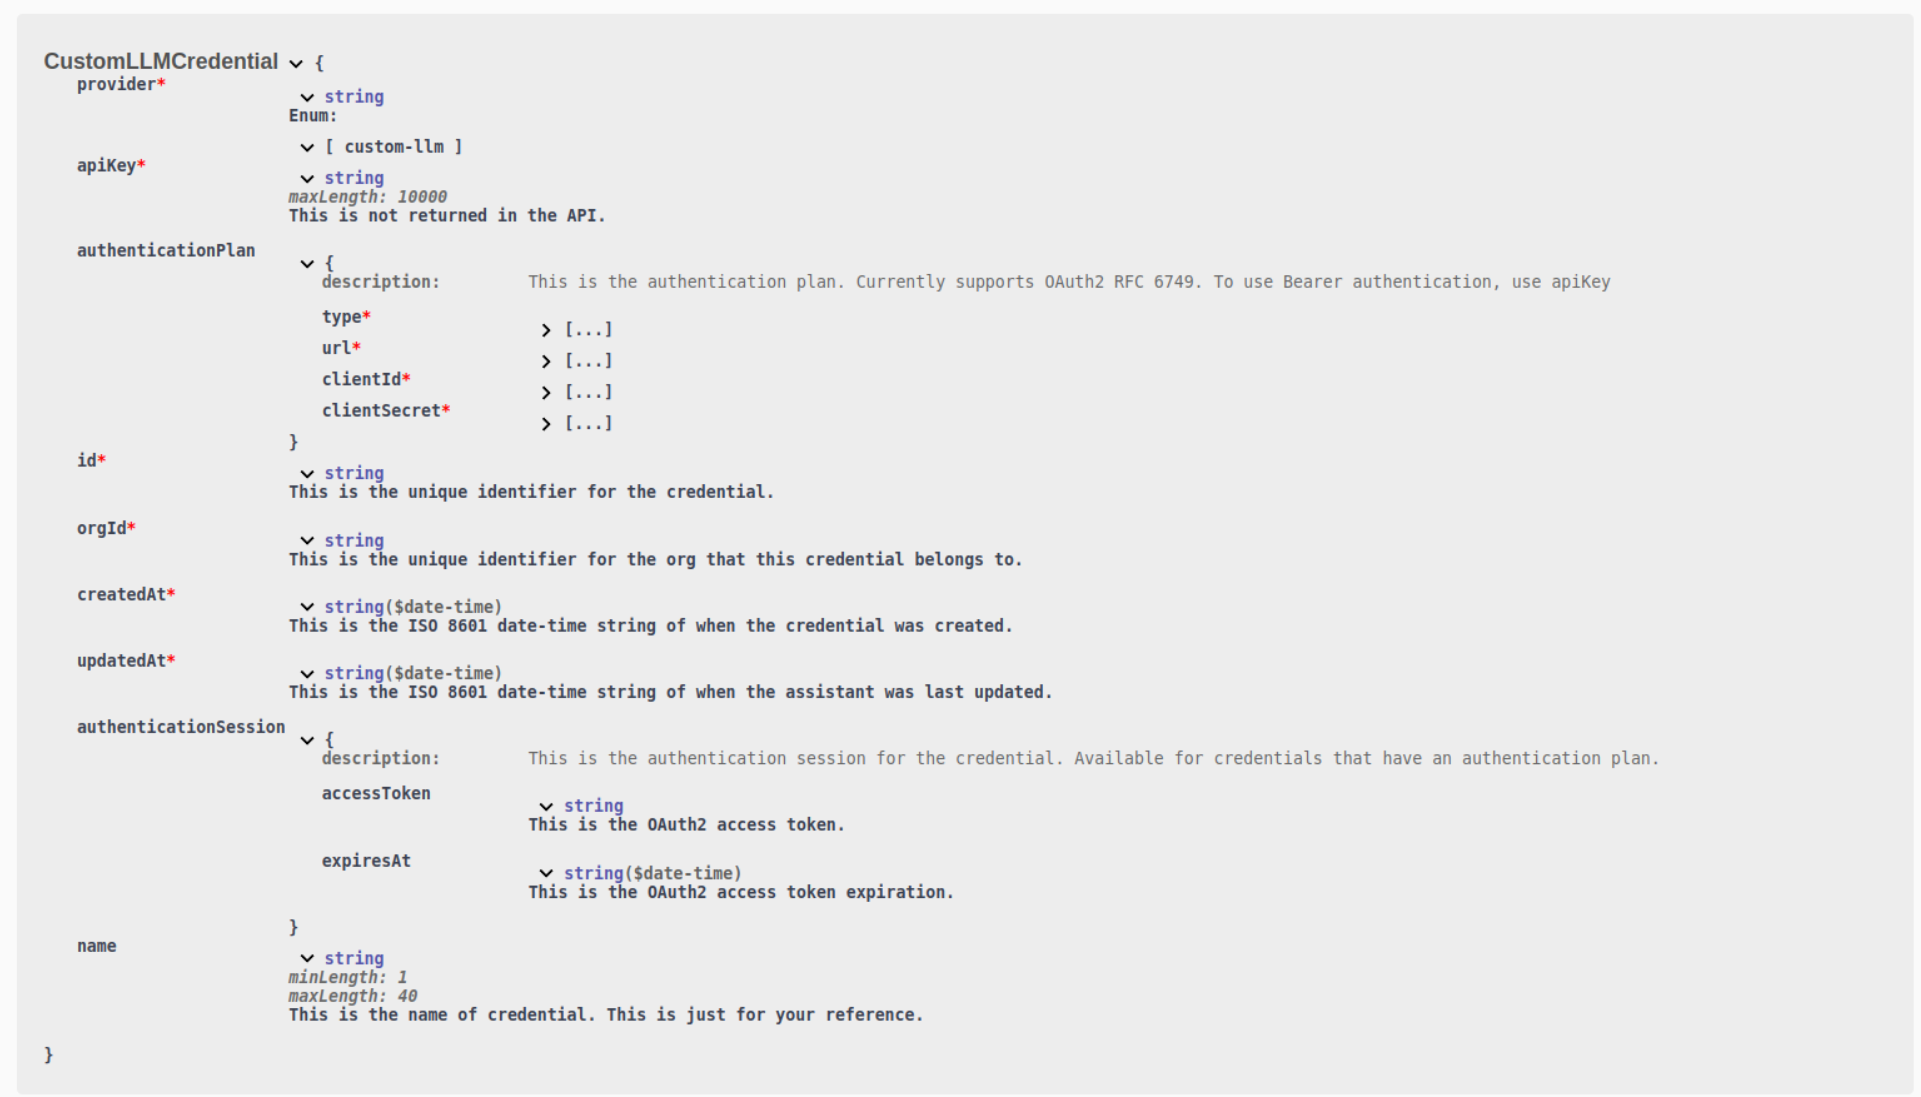 CustomLLMCredential {
provider*
string
Enum:
[ custom-llm ]
apiKey*
string
maxLength: 10000
This is not returned in the API.
authenticationPlan
{
description: This is the authentication plan. Currently supports OAuth2 RFC 6749. To use Bearer authentication, use apiKey
type*
[...]
url*
[...]
clientId*
[...]
clientSecret*
[...]
}
id*
string
This is the unique identifier for the credential.
orgId*
string
This is the unique identifier for the org that this credential belongs to.
createdAt*
string($date-time)
This is the ISO 8601 date-time string of when the credential was created.
updatedAt*
string($date-time)
This is the ISO 8601 date-time string of when the assistant was last updated.
authenticationSession
{
description: This is the authentication session for the credential. Available for credentials that have an authentication plan.
accessToken
string
This is the OAuth2 access token.
expiresAt
string($date-time)
This is the OAuth2 access token expiration.
}
name
string
minLength: 1
maxLength: 40
This is the name of credential. This is just for your reference.
}